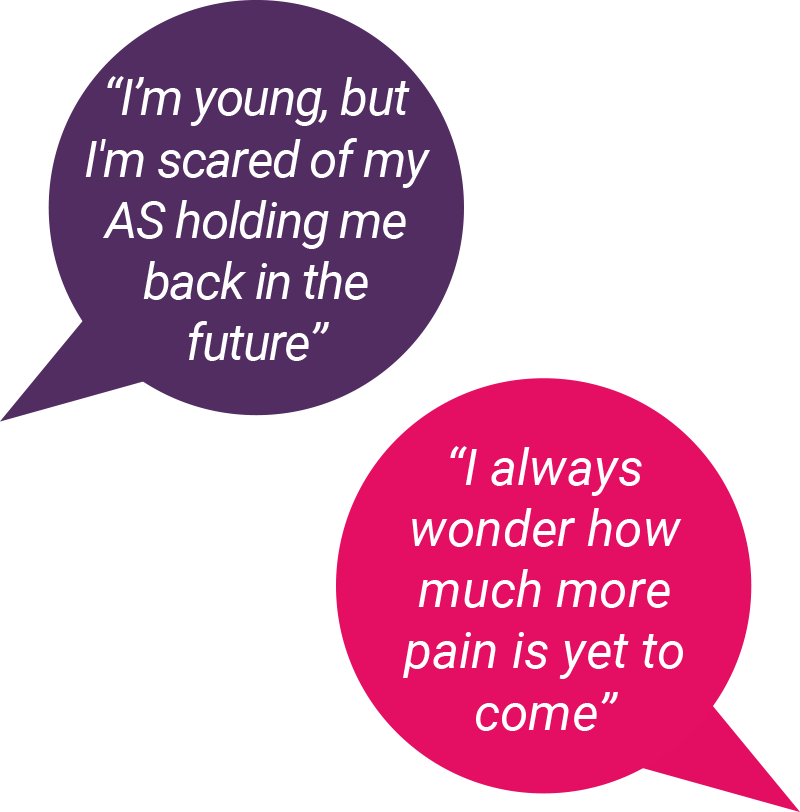 “I’m young, but
I'm scared of my
AS holding me
back in the
future”
“I always
wonder how
much more
pain is yet to
come”